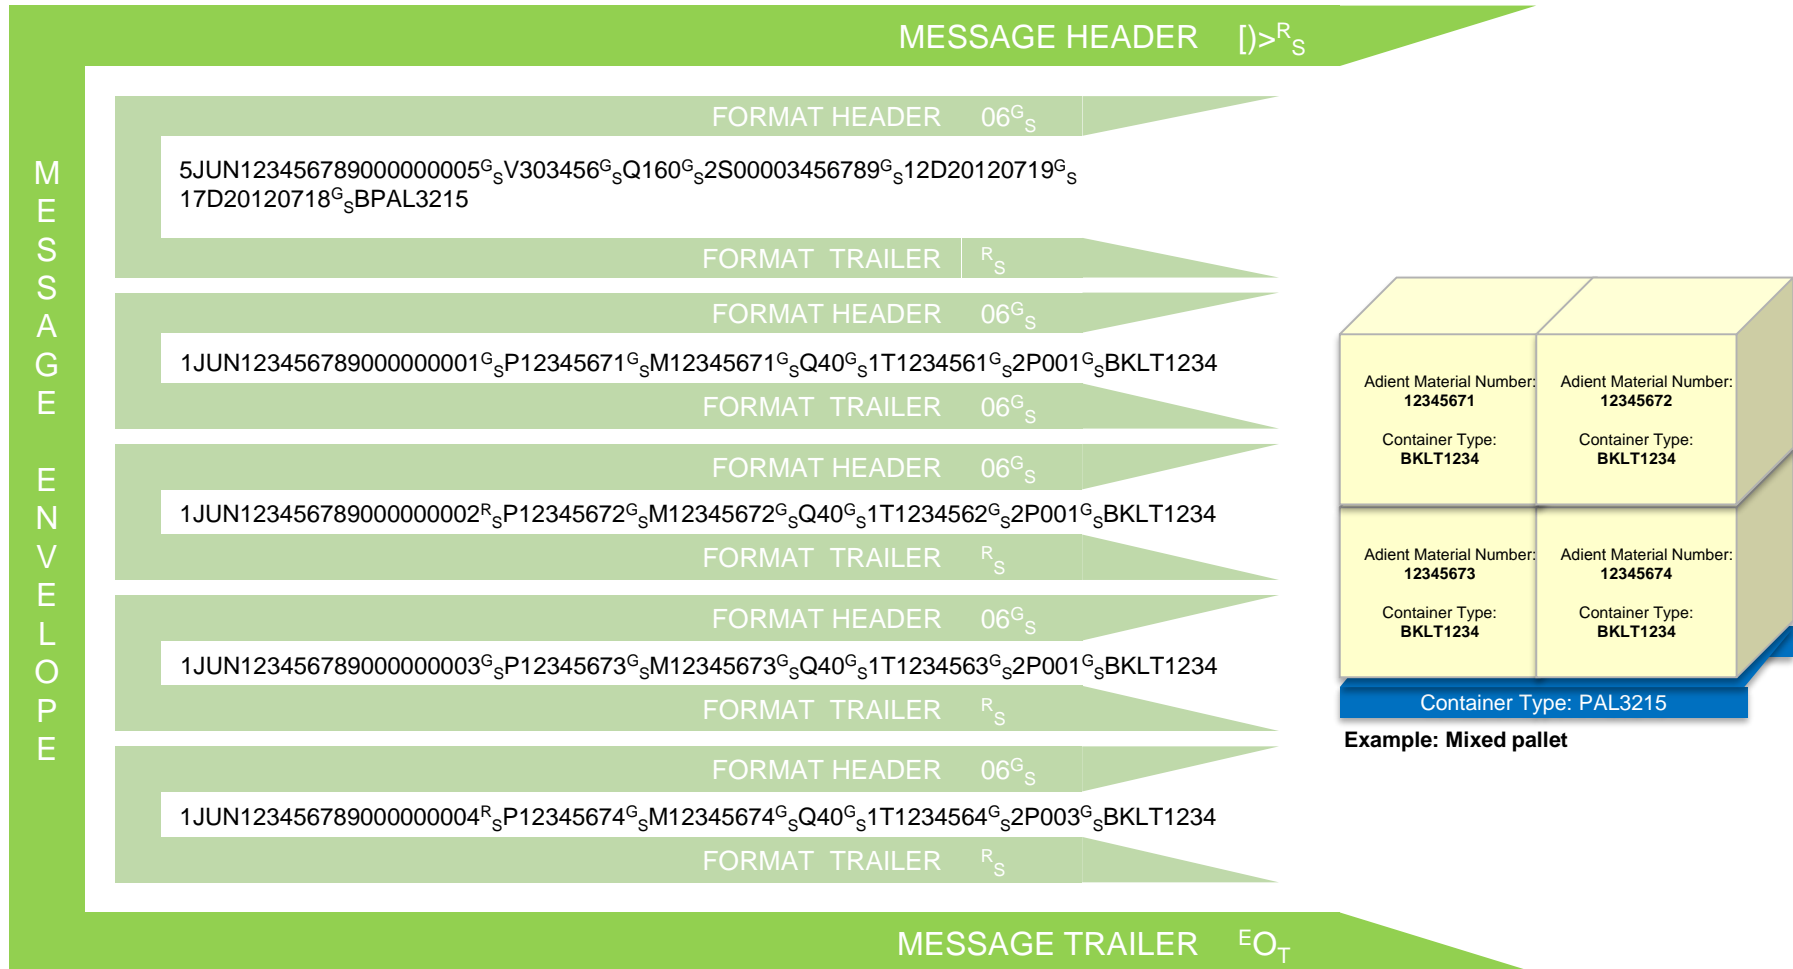 MESSAGE HEADER [)>RS
MESSAGE ENVELOPE
FORMAT HEADER 06GS
5JUN123456789000000005GSV303456GSQ160GS2S00003456789GS12D20120719GS
17D20120718GSBPAL3215
FORMAT TRAILER RS
FORMAT HEADER 06GS
1JUN123456789000000001GSP12345671GSM12345671GSQ40GS1T1234561GS2P001GSBKLT1234
FORMAT TRAILER 06GS
FORMAT HEADER 06GS
1JUN123456789000000002RSP12345672GSM12345672GSQ40GS1T1234562GS2P001GSBKLT1234
FORMAT TRAILER RS
FORMAT HEADER 06GS
1JUN123456789000000003GSP12345673GSM12345673GSQ40GS1T1234563GS2P001GSBKLT1234
FORMAT TRAILER RS
FORMAT HEADER 06GS
1JUN123456789000000004RSP12345674GSM12345674GSQ40GS1T1234564GS2P003GSBKLT1234
FORMAT TRAILER RS
MESSAGE TRAILER EOT
Adient Material Number:
12345671
Container Type:
BKLT1234
Adient Material Number:
12345672
Container Type:
BKLT1234
Adient Material Number:
12345673
Container Type:
BKLT1234
Adient Material Number:
12345674
Container Type:
BKLT1234
Container Type: PAL3215
Example: Mixed pallet